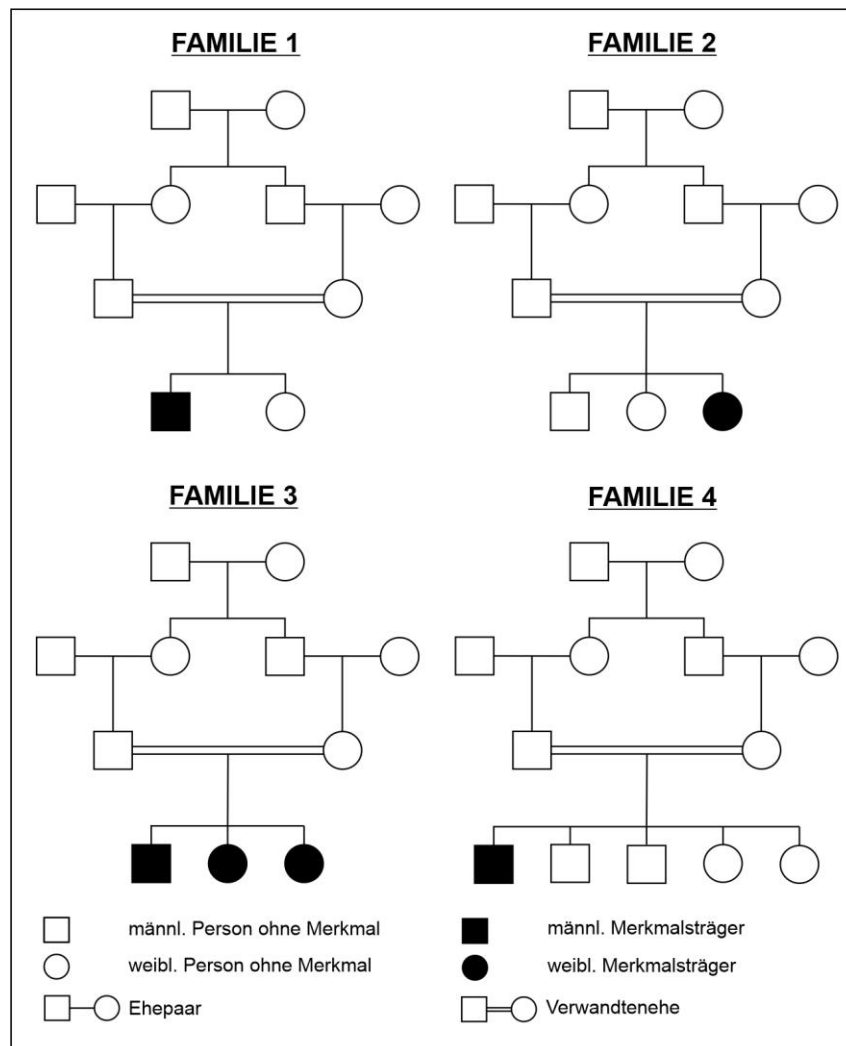 FAMILIE 1
FAMILIE 2
FAMILIE 3
FAMILIE 4
männl. Person ohne Merkmal
männl. Merkmalsträger
weibl. Person ohne Merkmal
weibl. Merkmalsträger
Ehepaar
Verwandtenehe